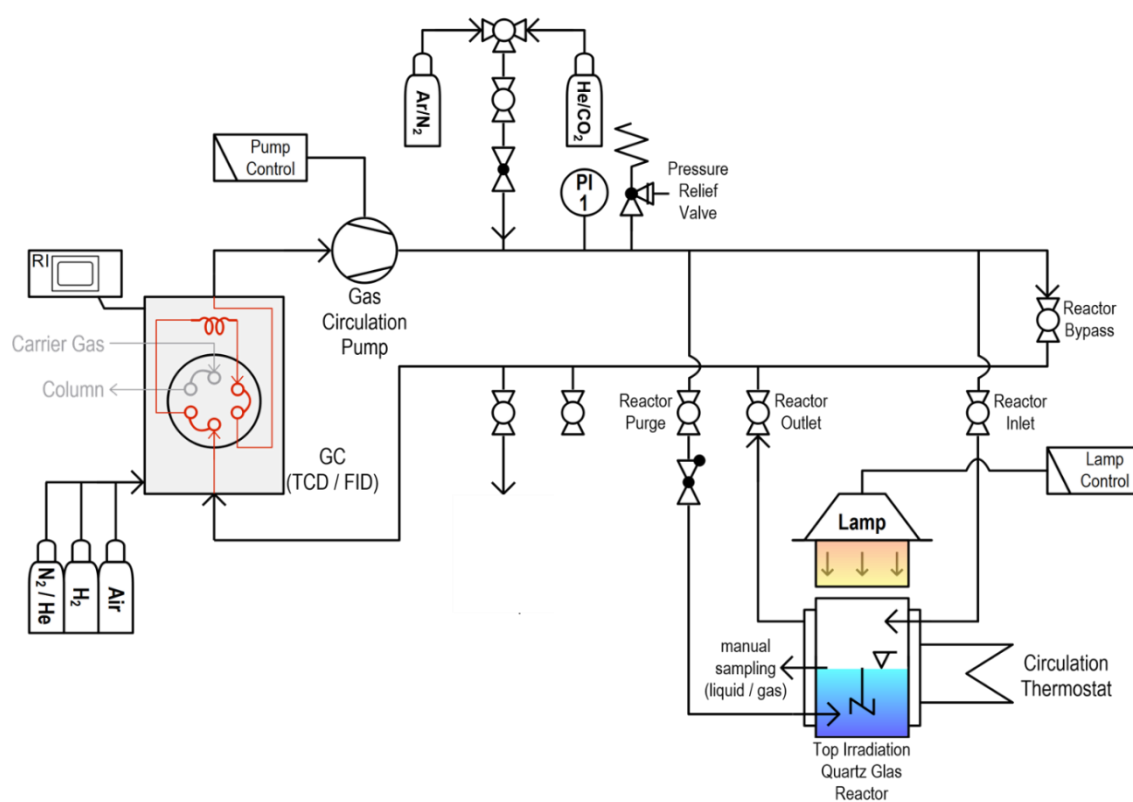 Ar/N2
He/CO2
Pump
Control
PI
1
Pressure
Relief
Valve
RI
Gas
Circulation
Pump
Reactor
Bypass
Carrier Gas
Column
Reactor
Purge
Reactor
Outlet
Reactor
Inlet
GC
(TCD / FID)
Lamp
Control
Lamp
N2 / He
H2
Air
manual
sampling
(liquid / gas)
Circulation
Thermostat
Top Irradiation
Quartz Glas
Reactor